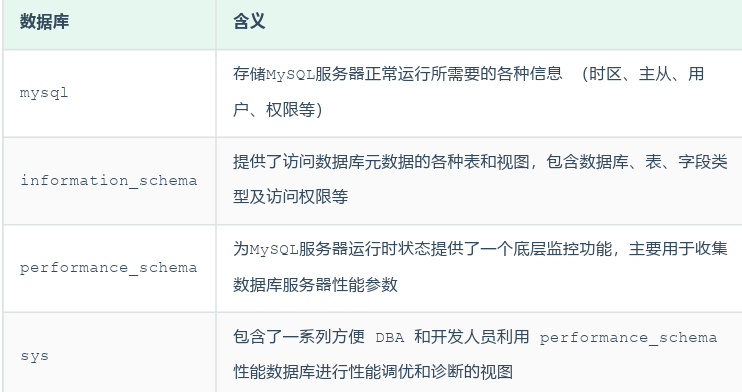 数据库 含义
mysql
存储MySQL服务器正常运行所需要的各种信息 （时区、主从、用
户、权限等）
information_schema
提供了访问数据库元数据的各种表和视图，包含数据库、表、字段类
型及访问权限等
performance_schema
为MySQL服务器运行时状态提供了一个底层监控功能，主要用于收集
数据库服务器性能参数
sys
包含了一系列方便 DBA 和开发人员利用 performance_schema
性能数据库进行性能调优和诊断的视图